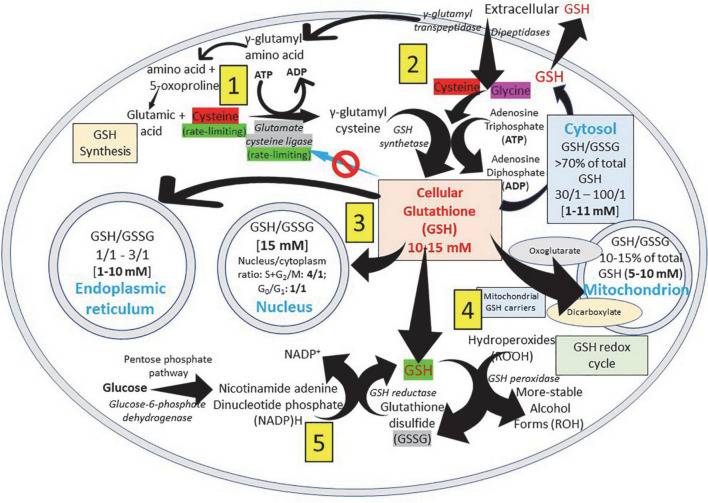 γ-glutamyl
transpeptidase
Extracellular GSH
Dipeptidases
γ-glutamyl
amino acid
amino acid +
5-oxoproline
1
ATP
ADP
Glutamic +
acid
Cysteine
(rate-limiting)
Glutamate
cysteine ligase
(rate-limiting)
GSH
Synthesis
2
Cysteine
Glycine
GSH
γ-glutamyl
cysteine
GSH
synthetase
Adenosine
Triphosphate
(ATP)
Adenosine
Diphosphate
(ADP)
Cytosol
GSH/GSSG
>70% of total
GSH
30/1 – 100/1
[1-11 mM]
3
Cellular
Glutathione
(GSH)
10-15 mM
GSH/GSSG
1/1 - 3/1
[1-10 mM]
Endoplasmic
reticulum
GSH/GSSG
[15 mM]
Nucleus/cytoplasm
ratio: S+G2/M: 4/1;
G0/G1: 1/1
Nucleus
Oxoglutarate
GSH/GSSG
10-15% of total
GSH (5-10 mM)
Mitochondrion
Dicarboxylate
4
Mitochondrial
GSH carriers
GSH redox
cycle
Hydroperoxides
(ROOH)
GSH peroxidase
More-stable
Alcohol
Forms (ROH)
GSH
GSH reductase
Glutathione
disulfide
(GSSG)
NADP+
Pentose phosphate
pathway
Glucose
Glucose-6-phosphate
dehydrogenase
Nicotinamide adenine
Dinucleotide phosphate
(NADP)H
5